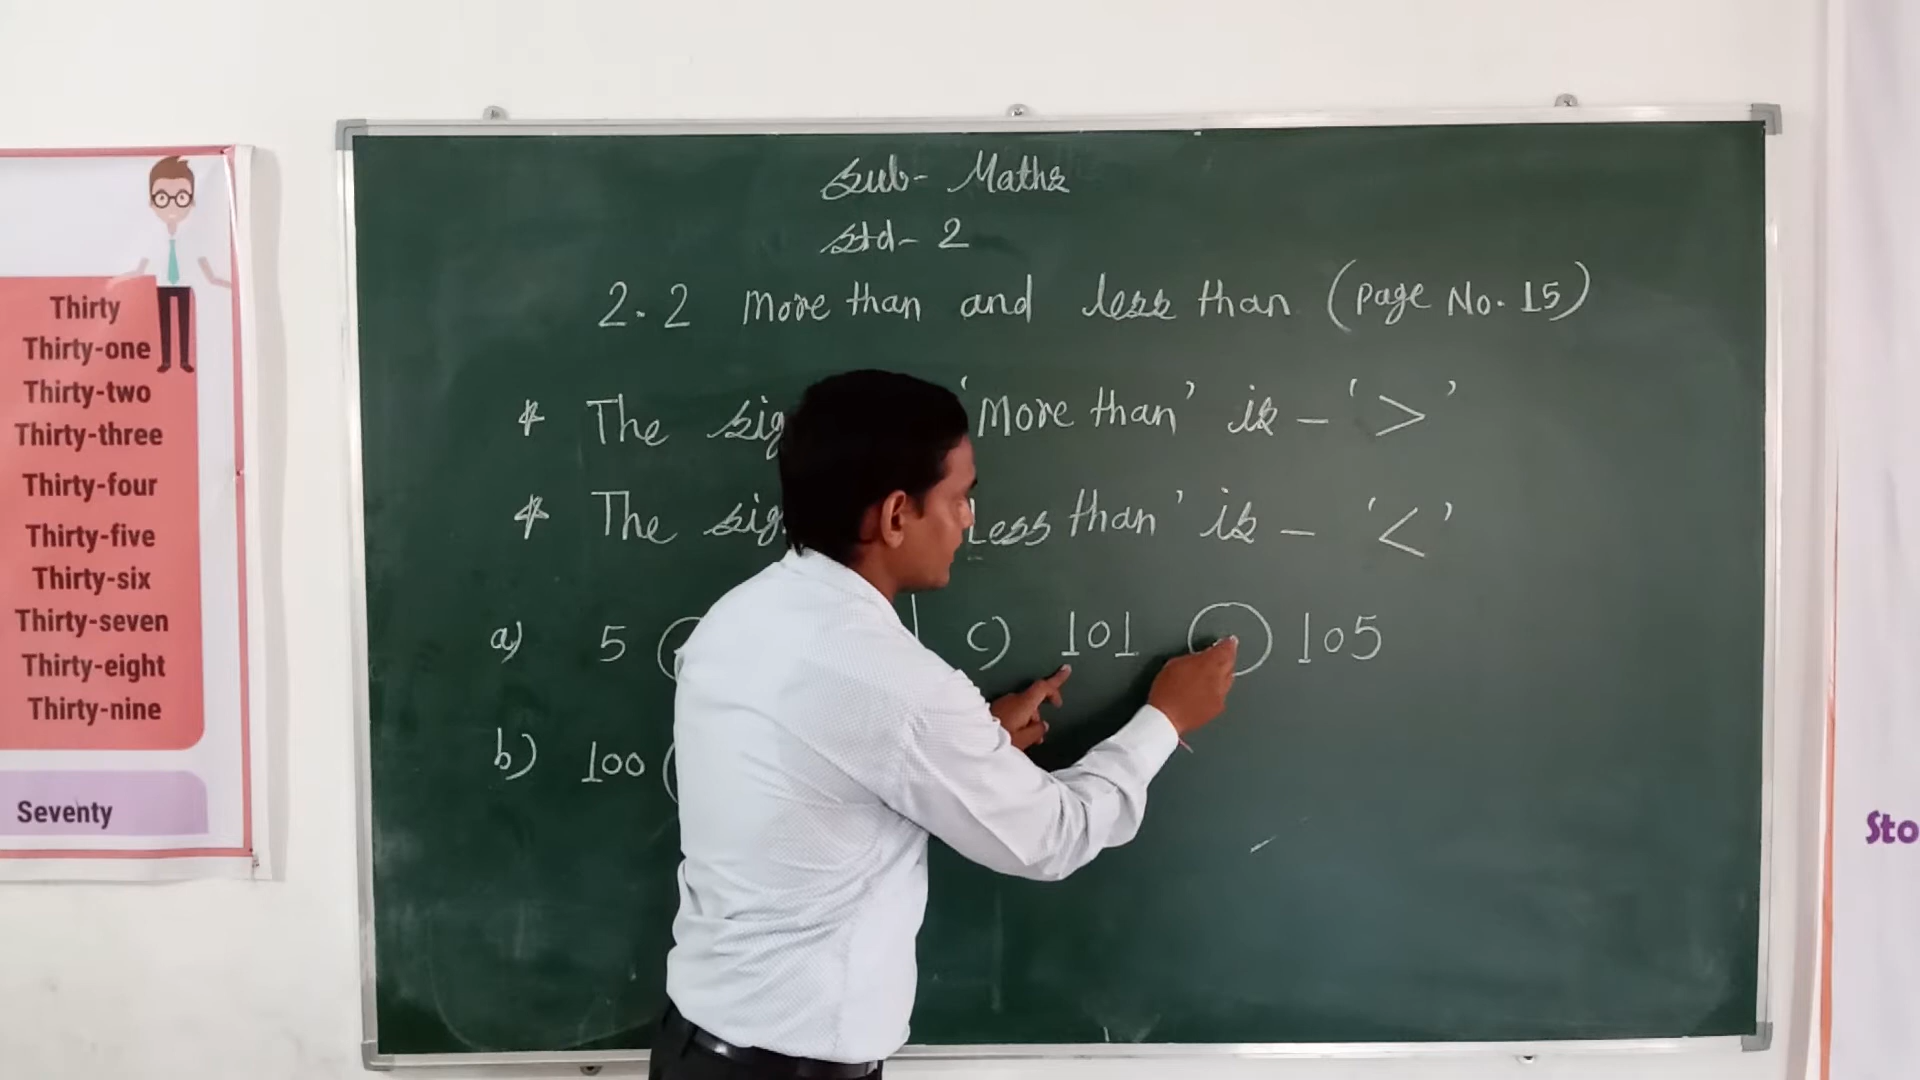 Sub- Maths
Std- 2
2.2 More than and less than (page No. 15)
* The sig 'More than' is - '>'
* The sig Less than' is - '<'
a) 5
c) 101 105
b) 100
Thirty
Thirty-one
Thirty-two
Thirty-three
Thirty-four
Thirty-five
Thirty-six
Thirty-seven
Thirty-eight
Thirty-nine
Seventy
Sto